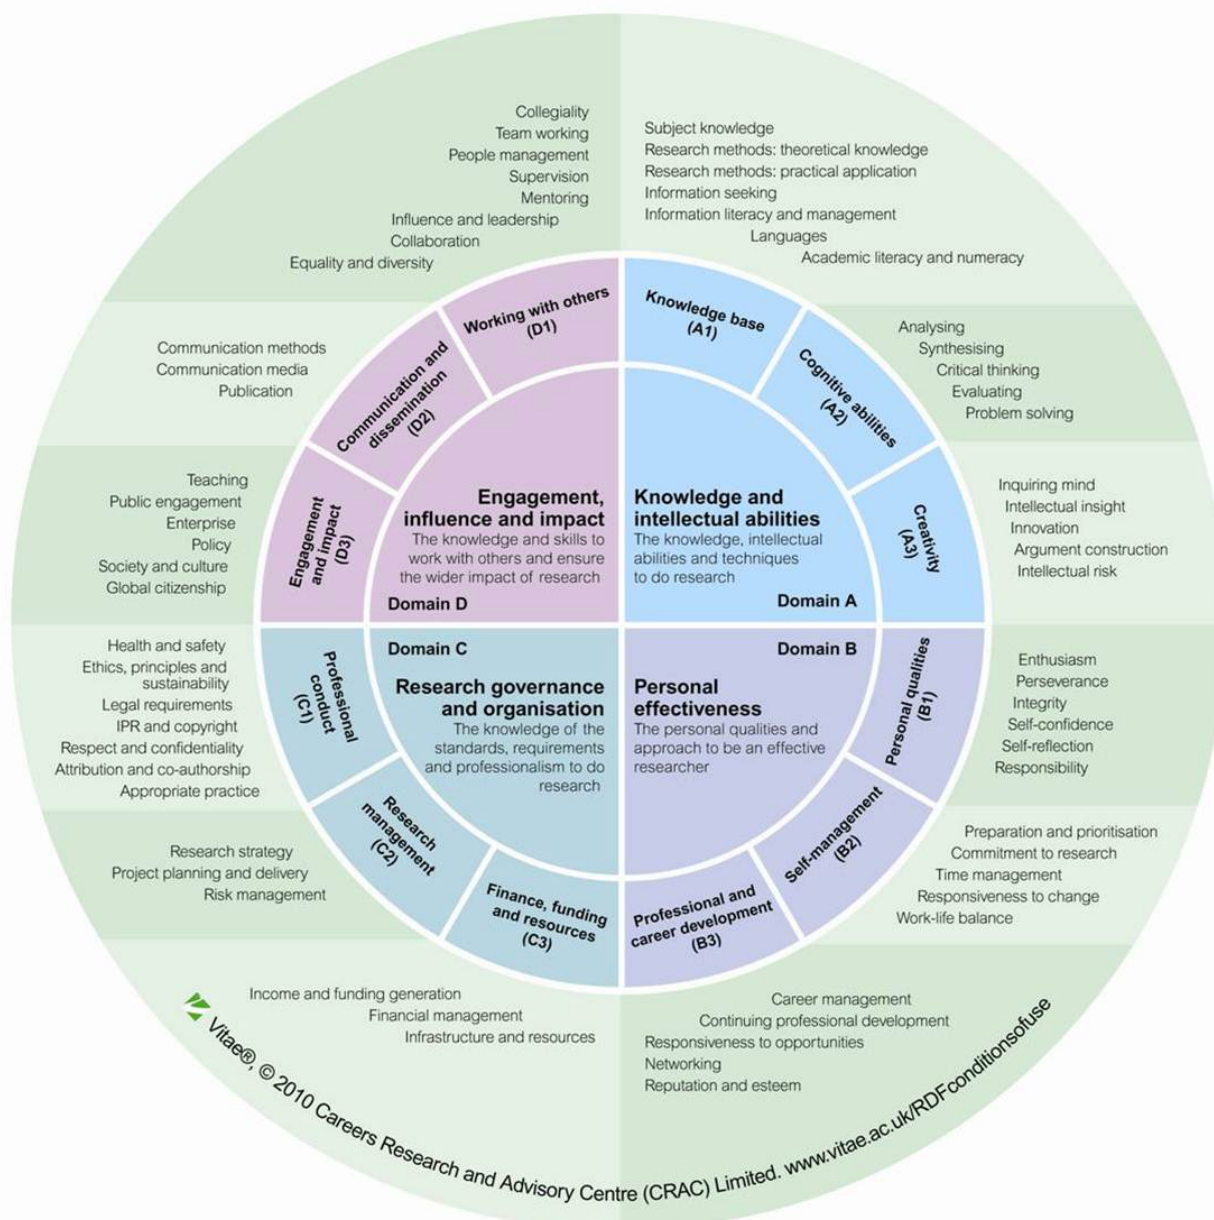 Collegiality
Team working
People management
Supervision
Mentoring
Influence and leadership
Collaboration
Equality and diversity
Subject knowledge
Research methods: theoretical knowledge
Research methods: practical application
Information seeking
Information literacy and management
Languages
Academic literacy and numeracy
Communication methods
Communication media
Publication
Analysing
Synthesising
Critical thinking
Evaluating
Problem solving
Teaching
Public engagement
Enterprise
Policy
Society and culture
Global citizenship
Inquiring mind
Intellectual insight
Innovation
Argument construction
Intellectual risk
Health and safety
Ethics, principles and
sustainability
Legal requirements
IPR and copyright
Respect and confidentiality
Attribution and co-authorship
Appropriate practice
Enthusiasm
Perseverance
Integrity
Self-confidence
Self-reflection
Responsibility
Research strategy
Project planning and delivery
Risk management
Preparation and prioritisation
Commitment to research
Time management
Responsiveness to change
Work-life balance
Income and funding generation
Financial management
Infrastructure and resources
Career management
Continuing professional development
Responsiveness to opportunities
Networking
Reputation and esteem
Working with others
(D1)
Knowledge base
(A1)
Communication and
dissemination
(D2)
Cognitive abilities
(A2)
Engagement
and impact
(D3)
Creativity
(A3)
Professional
conduct
(C1)
Personal qualities
(B1)
Research
management
(C2)
Self-management
(B2)
Finance, funding
and resources
(C3)
Professional and
career development
(B3)
Engagement,
influence and impact
The knowledge and skills to
work with others and ensure
the wider impact of research
Domain D
Knowledge and
intellectual abilities
The knowledge, intellectual
abilities and techniques
to do research
Domain A
Domain C
Research governance
and organisation
The knowledge of the
standards, requirements
and professionalism to do
research
Domain B
Personal
effectiveness
The personal qualities and
approach to be an effective
researcher
Vitae®, © 2010 Careers Research and Advisory Centre (CRAC) Limited. www.vitae.ac.uk/RDFconditionsofuse